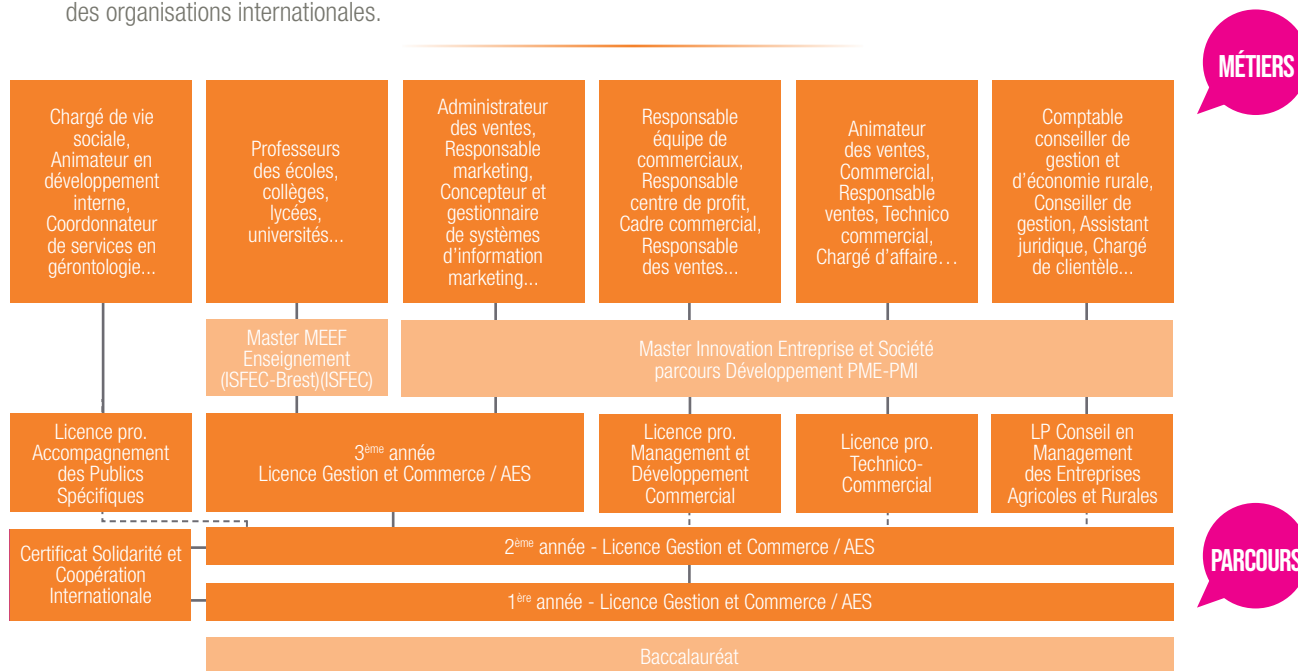 des organisations internationales.
MÉTIERS
Chargé de vie
sociale,
Animateur en
développement
interne,
Coordonnateur
de services en
gérontologie...
Professeurs
des écoles,
collèges,
lycées,
universités...
Administrateur
des ventes,
Responsable
marketing,
Concepteur et
gestionnaire
de systèmes
d'information
marketing...
Responsable
équipe de
commerciaux,
Responsable
centre de profit,
Cadre commercial,
Responsable
des ventes...
Animateur
des ventes,
Commercial,
Responsable
ventes, Technico
commercial,
Chargé d'affaire…
Comptable
conseiller de
gestion et
d'économie rurale,
Conseiller de
gestion, Assistant
juridique, Chargé
de clientèle...
Master MEEF
Enseignement
(ISFEC-Brest)(ISFEC)
Master Innovation Entreprise et Société
parcours Développement PME-PMI
Licence pro.
Accompagnement
des Publics
Spécifiques
3ème année
Licence Gestion et Commerce / AES
Licence pro.
Management et
Développement
Commercial
Licence pro.
Technico-
Commercial
LP Conseil en
Management
des Entreprises
Agricoles et Rurales
PARCOURS
Certificat Solidarité et
Coopération
Internationale
2ème année - Licence Gestion et Commerce / AES
1ère année - Licence Gestion et Commerce / AES
Baccalauréat